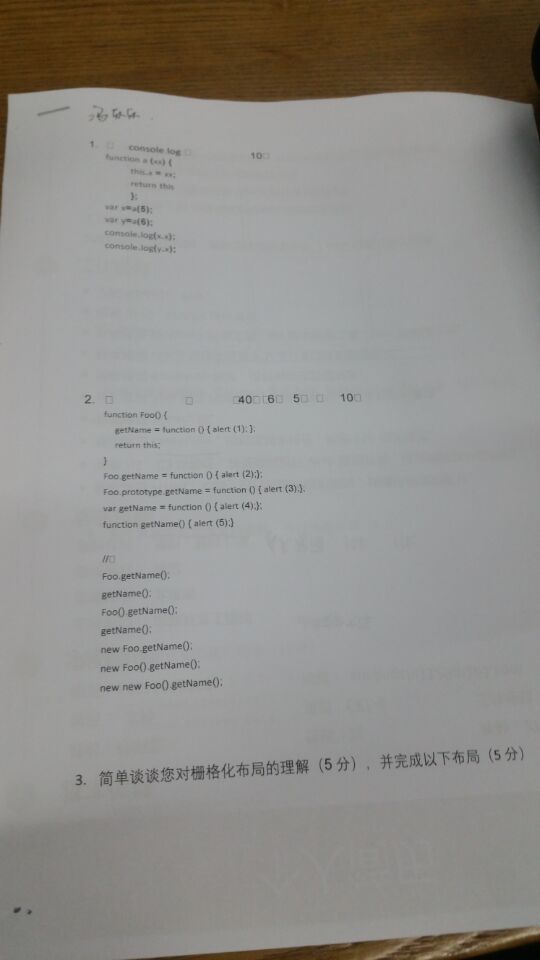 1. □ console.log □ 10□
function a (xx) {
this.x = xx;
return this
};
var x=a(5);
var y=a(6);
console.log(x.x);
console.log(y.x);
2. □ □ □40□ □6□ 5□ □ 10□
function Foo() {
getName = function () { alert (1); };
return this;
}
Foo.getName = function () { alert (2);};
Foo.prototype.getName = function () { alert (3);};
var getName = function () { alert (4);};
function getName() { alert (5);}
//□
Foo.getName();
getName();
Foo().getName();
getName();
new Foo.getName();
new Foo().getName();
new new Foo().getName();
3. 简单谈谈您对栅格化布局的理解（5 分），并完成以下布局（5 分）